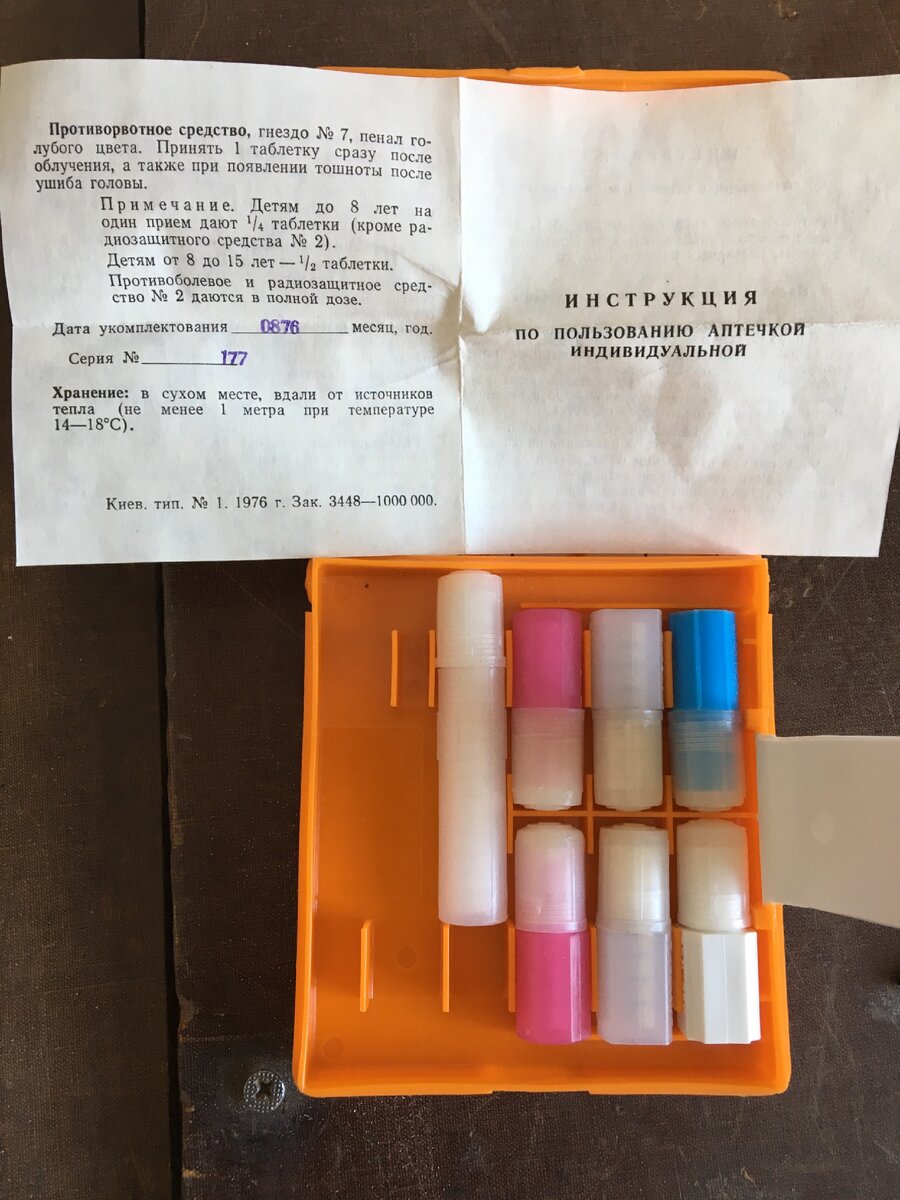 Противорвотное средство, гнездо № 7, пенал го-
лубого цвета. Принять 1 таблетку сразу после
облучения, а также при появлении тошноты после
ушиба головы.
Примечание. Детям до 8 лет на
один прием дают 1/4 таблетки (кроме ра-
диозащитного средства № 2).
Детям от 8 до 15 лет — 1/2 таблетки.
Противоболевое и радиозащитное сред-
ство № 2 даются в полной дозе.
Дата укомплектования 0876 месяц, год.
Серия № 177
Хранение: в сухом месте, вдали от источников
тепла (не менее 1 метра при температуре
14—18°С).
Киев. тип. № 1. 1976 г. Зак. 3448—1000 000.
ИНСТРУКЦИЯ
ПО ПОЛЬЗОВАНИЮ АПТЕЧКОЙ
ИНДИВИДУАЛЬНОЙ